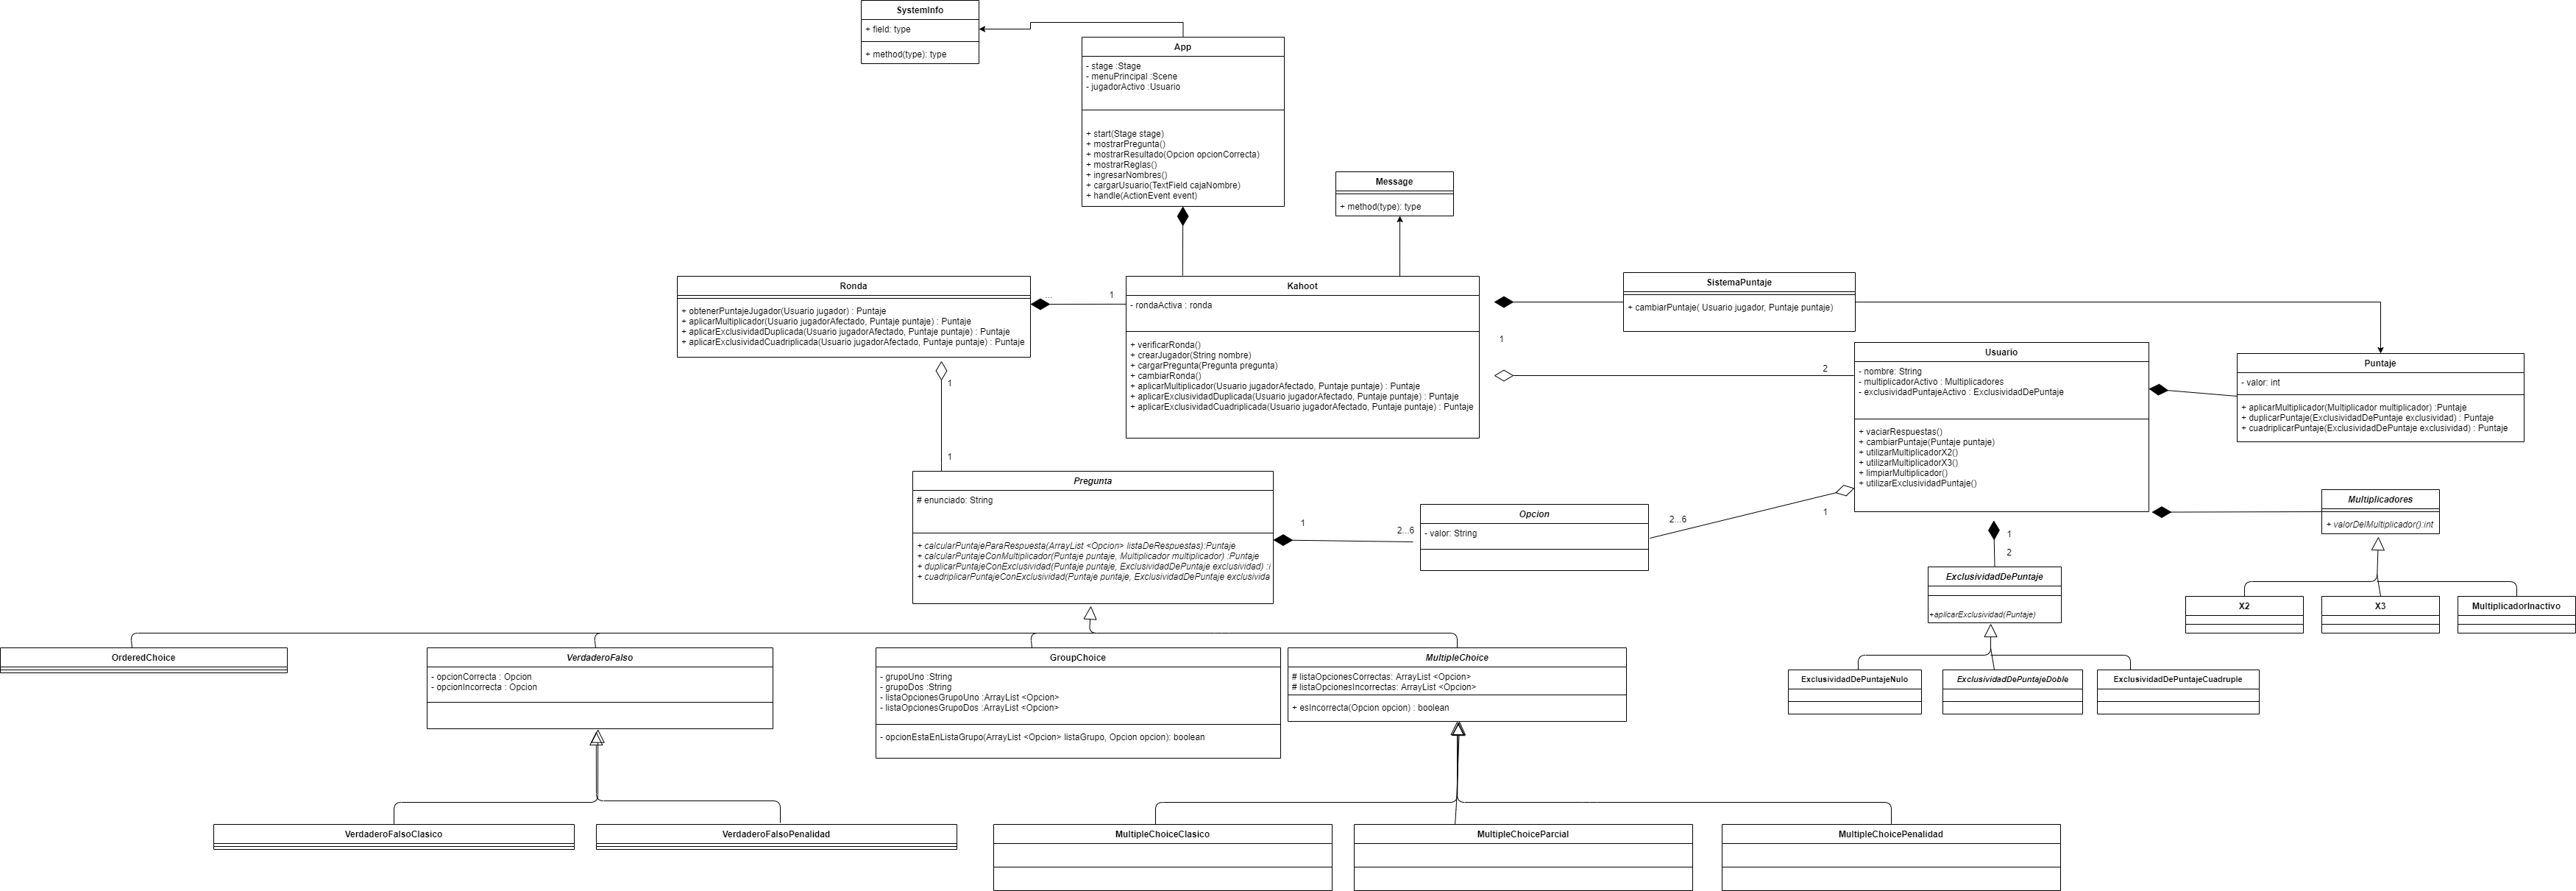 SystemInfo
+ field: type
+ method(type): type
App
- stage :Stage
- menuPrincipal :Scene
- jugadorActivo :Usuario
+ start(Stage stage)
+ mostrarPregunta()
+ mostrarResultado(Opcion opcionCorrecta)
+ mostrarReglas()
+ ingresarNombres()
+ cargarUsuario(TextField cajaNombre)
+ handle(ActionEvent event)
Message
+ method(type): type
Ronda
+ obtenerPuntajeJugador(Usuario jugador) : Puntaje
+ aplicarMultiplicador(Usuario jugadorAfectado, Puntaje puntaje) : Puntaje
+ aplicarExclusividadDuplicada(Usuario jugadorAfectado, Puntaje puntaje) : Puntaje
+ aplicarExclusividadCuadriplicada(Usuario jugadorAfectado, Puntaje puntaje) : Puntaje
...
1
Kahoot
- rondaActiva : ronda
+ verificarRonda()
+ crearJugador(String nombre)
+ cargarPregunta(Pregunta pregunta)
+ cambiarRonda()
+ aplicarMultiplicador(Usuario jugadorAfectado, Puntaje puntaje) : Puntaje
+ aplicarExclusividadDuplicada(Usuario jugadorAfectado, Puntaje puntaje) : Puntaje
+ aplicarExclusividadCuadriplicada(Usuario jugadorAfectado, Puntaje puntaje) : Puntaje
SistemaPuntaje
+ cambiarPuntaje( Usuario jugador, Puntaje puntaje)
1
2
Usuario
- nombre: String
- multiplicadorActivo : Multiplicadores
- exclusividadPuntajeActivo : ExclusividadDePuntaje
+ vaciarRespuestas()
+ cambiarPuntaje(Puntaje puntaje)
+ utilizarMultiplicadorX2()
+ utilizarMultiplicadorX3()
+ limpiarMultiplicador()
+ utilizarExclusividadPuntaje()
Puntaje
- valor: int
+ aplicarMultiplicador(Multiplicador multiplicador) :Puntaje
+ duplicarPuntaje(ExclusividadDePuntaje exclusividad) : Puntaje
+ cuadriplicarPuntaje(ExclusividadDePuntaje exclusividad) : Puntaje
1
1
Pregunta
# enunciado: String
+ calcularPuntajeParaRespuesta(ArrayList <Opcion> listaDeRespuestas):Puntaje
+ calcularPuntajeConMultiplicador(Puntaje puntaje, Multiplicador multiplicador) :Puntaje
+ duplicarPuntajeConExclusividad(Puntaje puntaje, ExclusividadDePuntaje exclusividad) :i
+ cuadriplicarPuntajeConExclusividad(Puntaje puntaje, ExclusividadDePuntaje exclusivida
1
2...6
Opcion
- valor: String
2...6
1
1
2
Multiplicadores
+ valorDelMultiplicador():int
ExclusividadDePuntaje
+aplicarExclusividad(Puntaje)
X2
X3
MultiplicadorInactivo
ExclusividadDePuntajeNulo
ExclusividadDePuntajeDoble
ExclusividadDePuntajeCuadruple
OrderedChoice
VerdaderoFalso
- opcionCorrecta : Opcion
- opcionIncorrecta : Opcion
GroupChoice
- grupoUno :String
- grupoDos :String
- listaOpcionesGrupoUno :ArrayList <Opcion>
- listaOpcionesGrupoDos :ArrayList <Opcion>
- opcionEstaEnListaGrupo(ArrayList <Opcion> listaGrupo, Opcion opcion): boolean
MultipleChoice
# listaOpcionesCorrectas: ArrayList <Opcion>
# listaOpcionesIncorrectas: ArrayList <Opcion>
+ esIncorrecta(Opcion opcion) : boolean
VerdaderoFalsoClasico
VerdaderoFalsoPenalidad
MultipleChoiceClasico
MultipleChoiceParcial
MultipleChoicePenalidad